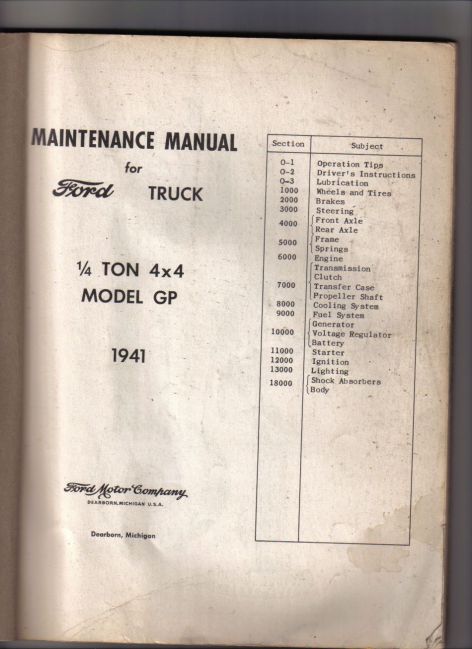 MAINTENANCE MANUAL
for
Ford TRUCK
1/4 TON 4x4
MODEL GP
1941
Ford Motor Company
DEARBORN, MICHIGAN U.S.A.
Dearborn, Michigan
Section Subject
0-1 Operation Tips
0-2 Driver's Instructions
0-3 Lubrication
1000 Wheels and Tires
2000 Brakes
3000 Steering
4000 Front Axle
Rear Axle
5000 Frame
Springs
6000 Engine
Transmission
Clutch
7000 Transfer Case
Propeller Shaft
8000 Cooling System
9000 Fuel System
Generator
10000 Voltage Regulator
Battery
11000 Starter
12000 Ignition
13000 Lighting
18000 Shock Absorbers
Body